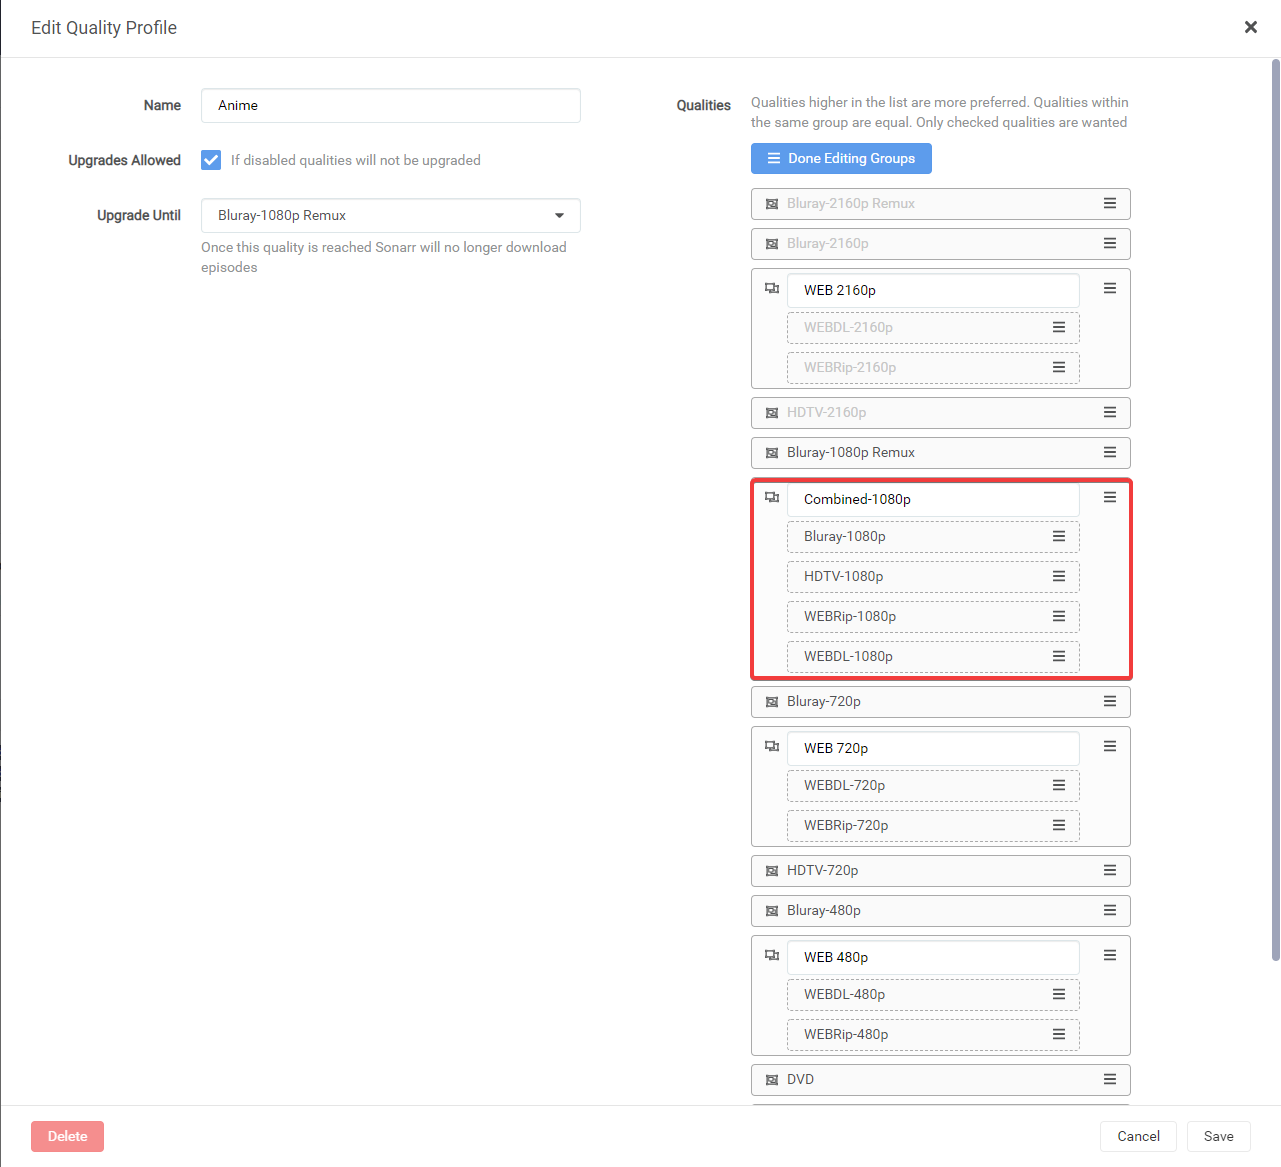 Edit Quality Profile
Name
Anime
Upgrades Allowed
If disabled qualities will not be upgraded
Upgrade Until
Bluray-1080p Remux
Once this quality is reached Sonarr will no longer download
episodes
Qualities
Qualities higher in the list are more preferred. Qualities within
the same group are equal. Only checked qualities are wanted
Done Editing Groups
Bluray-2160p Remux
Bluray-2160p
WEB 2160p
WEBDL-2160p
WEBRip-2160p
HDTV-2160p
Bluray-1080p Remux
Combined-1080p
Bluray-1080p
HDTV-1080p
WEBRip-1080p
WEBDL-1080p
Bluray-720p
WEB 720p
WEBDL-720p
WEBRip-720p
HDTV-720p
Bluray-480p
WEB 480p
WEBDL-480p
WEBRip-480p
DVD
Delete
Cancel
Save